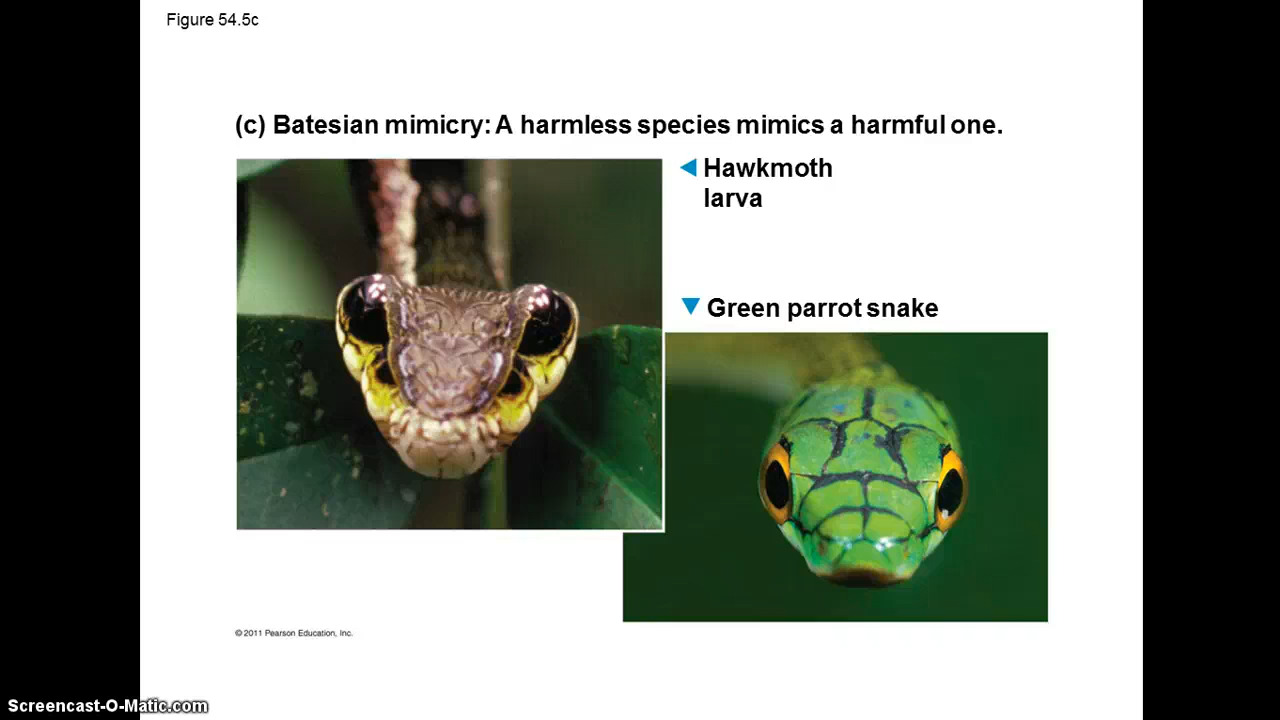 Figure 54.5c
(c) Batesian mimicry: A harmless species mimics a harmful one.
Hawkmoth
larva
Green parrot snake
© 2011 Pearson Education, Inc.
Screencast-O-Matic.com